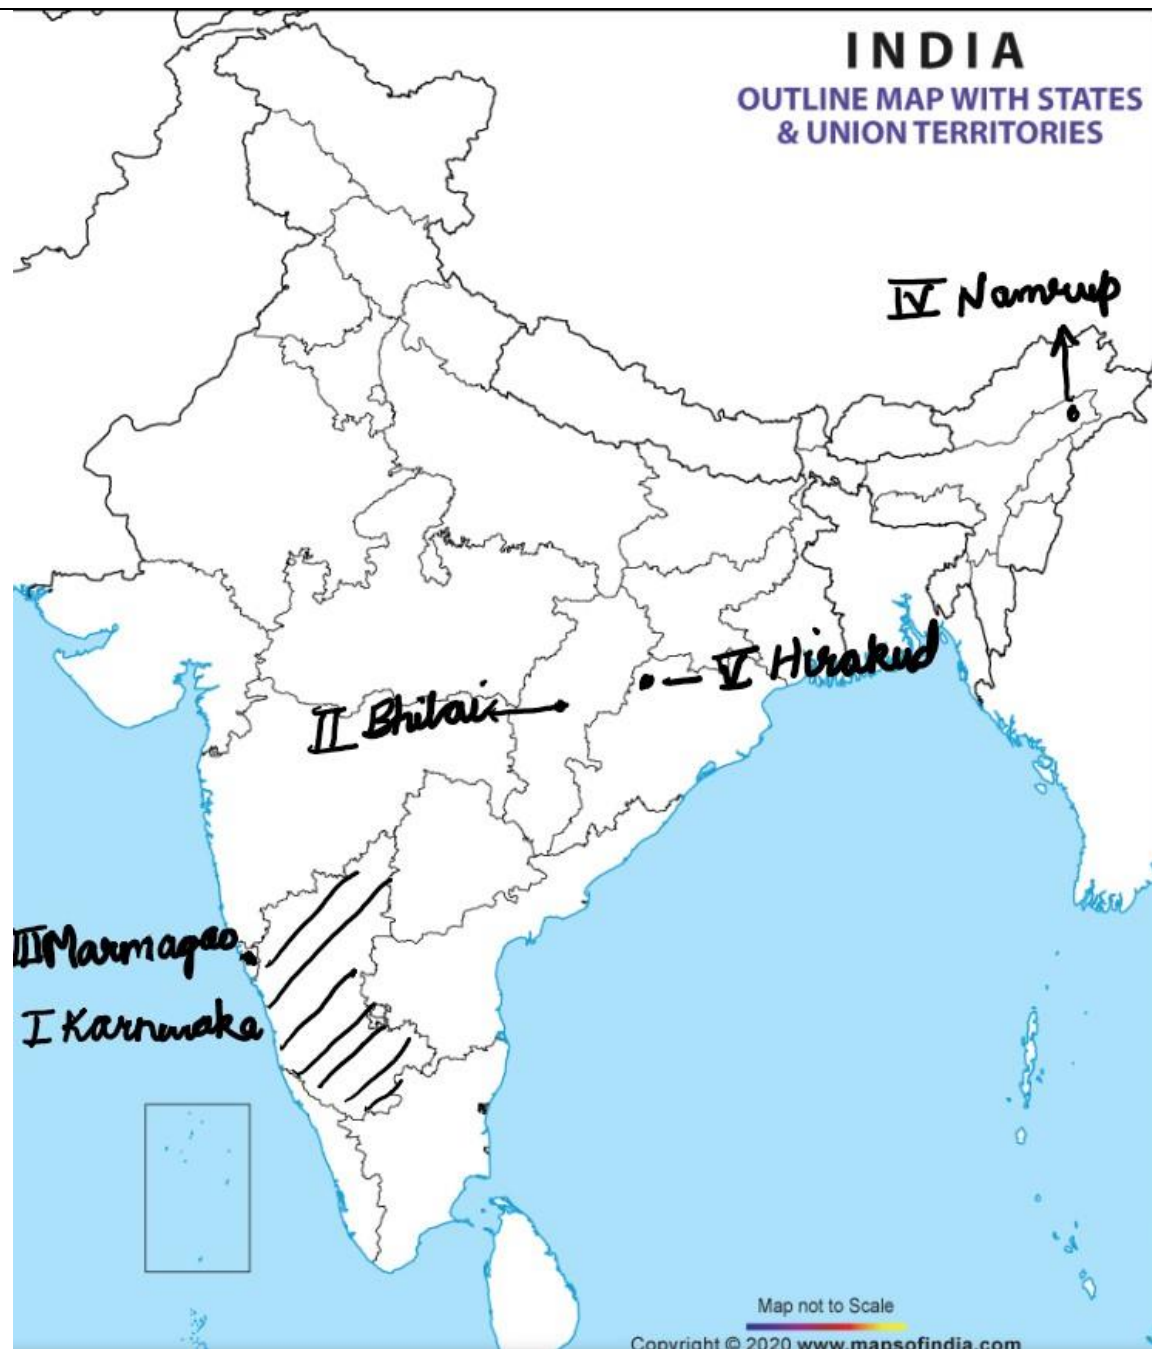 INDIA
OUTLINE MAP WITH STATES
& UNION TERRITORIES
IV Namrup
V Hirakud
II Bhilai
III Marmagao
I Karnmaka
Map not to Scale
Copyright © 2020 www.mapsofindia.com